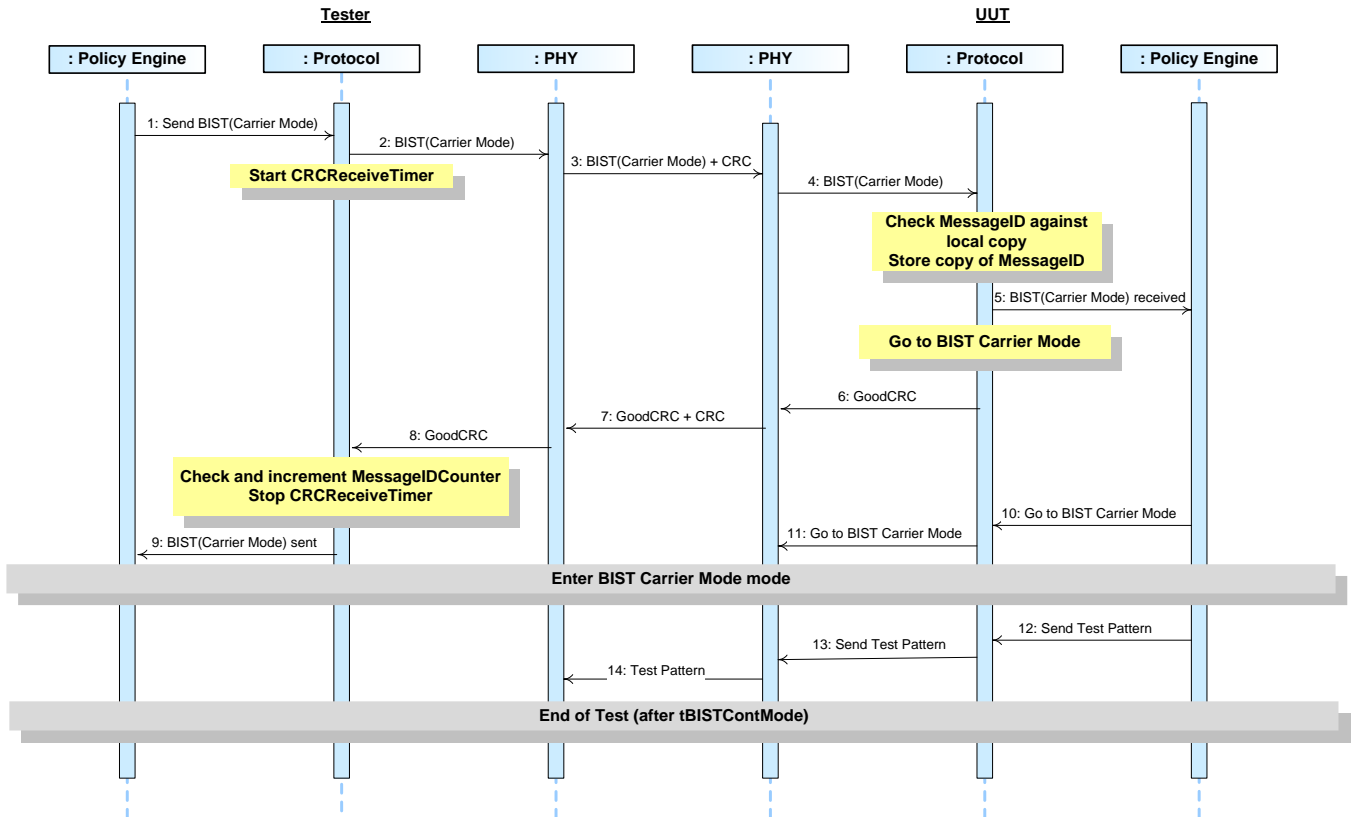 Tester
UUT
: Policy Engine
: Protocol
: PHY
: PHY
: Protocol
: Policy Engine
1: Send BIST(Carrier Mode)
2: BIST(Carrier Mode)
3: BIST(Carrier Mode) + CRC
Start CRCReceiveTimer
4: BIST(Carrier Mode)
Check MessageID against
local copy
Store copy of MessageID
5: BIST(Carrier Mode) received
Go to BIST Carrier Mode
6: GoodCRC
7: GoodCRC + CRC
8: GoodCRC
Check and increment MessageIDCounter
Stop CRCReceiveTimer
10: Go to BIST Carrier Mode
11: Go to BIST Carrier Mode
9: BIST(Carrier Mode) sent
Enter BIST Carrier Mode mode
12: Send Test Pattern
13: Send Test Pattern
14: Test Pattern
End of Test (after tBISTContMode)